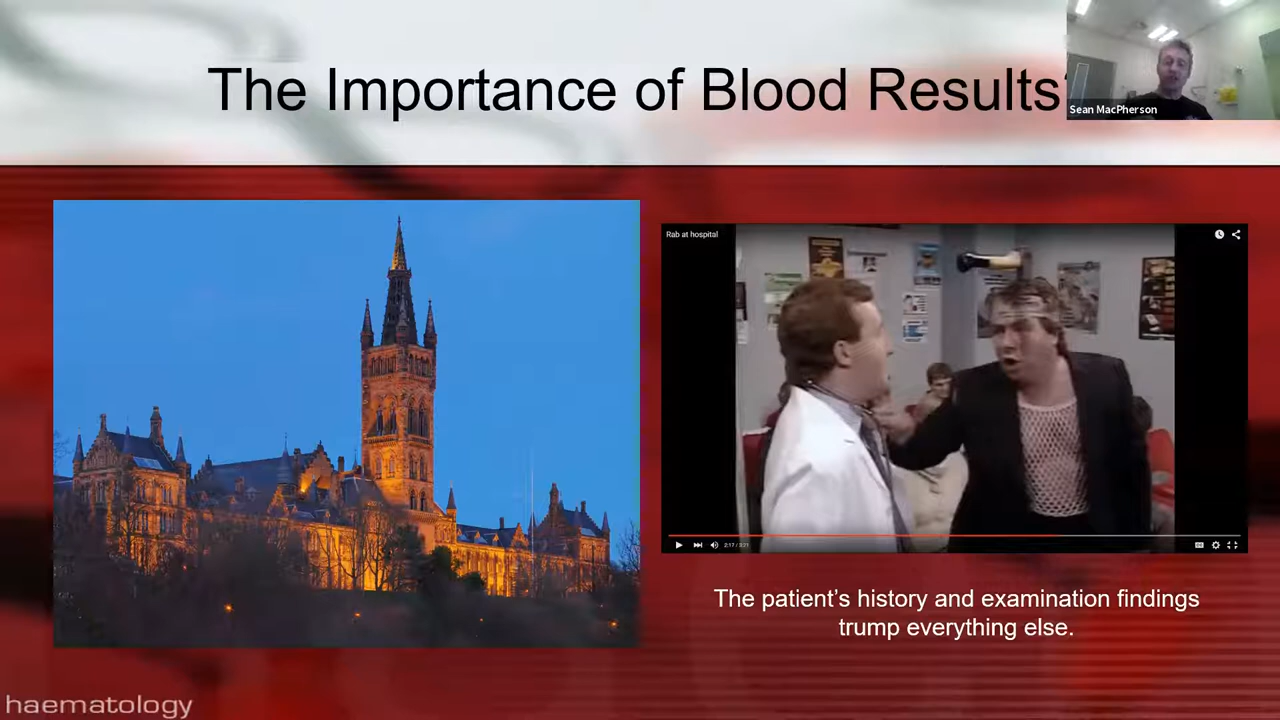 The Importance of Blood Results
Sean MacPherson
Rab at hospital
2:17 / 3:21
The patient's history and examination findings
trump everything else.
haematology